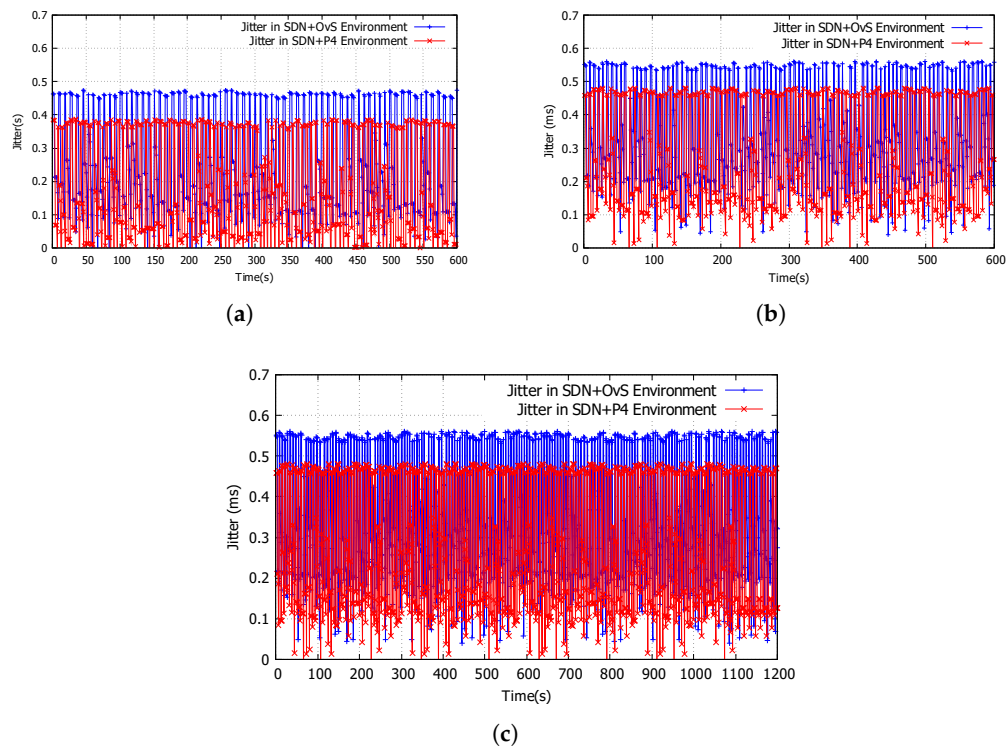 Jitter in SDN+OvS Environment
Jitter in SDN+P4 Environment
0.7
0.6
0.5
0.4
0.3
0.2
0.1
0
Jitter(s)
0 50 100 150 200 250 300 350 400 450 500 550 600
Time(s)
(a)
Jitter in SDN+OvS Environment
Jitter in SDN+P4 Environment
0.7
0.6
0.5
0.4
0.3
0.2
0.1
0
Jitter (ms)
0 100 200 300 400 500 600
Time(s)
(b)
Jitter in SDN+OvS Environment
Jitter in SDN+P4 Environment
0.7
0.6
0.5
0.4
0.3
0.2
0.1
0
Jitter (ms)
0 100 200 300 400 500 600 700 800 900 1000 1100 1200
Time(s)
(c)